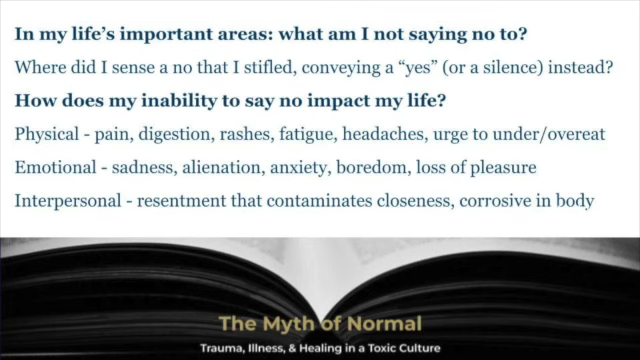 In my life’s important areas: what am I not saying no to?
Where did I sense a no that I stifled, conveying a “yes” (or a silence) instead?
How does my inability to say no impact my life?
Physical - pain, digestion, rashes, fatigue, headaches, urge to under/overeat
Emotional - sadness, alienation, anxiety, boredom, loss of pleasure
Interpersonal - resentment that contaminates closeness, corrosive in body
The Myth of Normal
Trauma, Illness, & Healing in a Toxic Culture